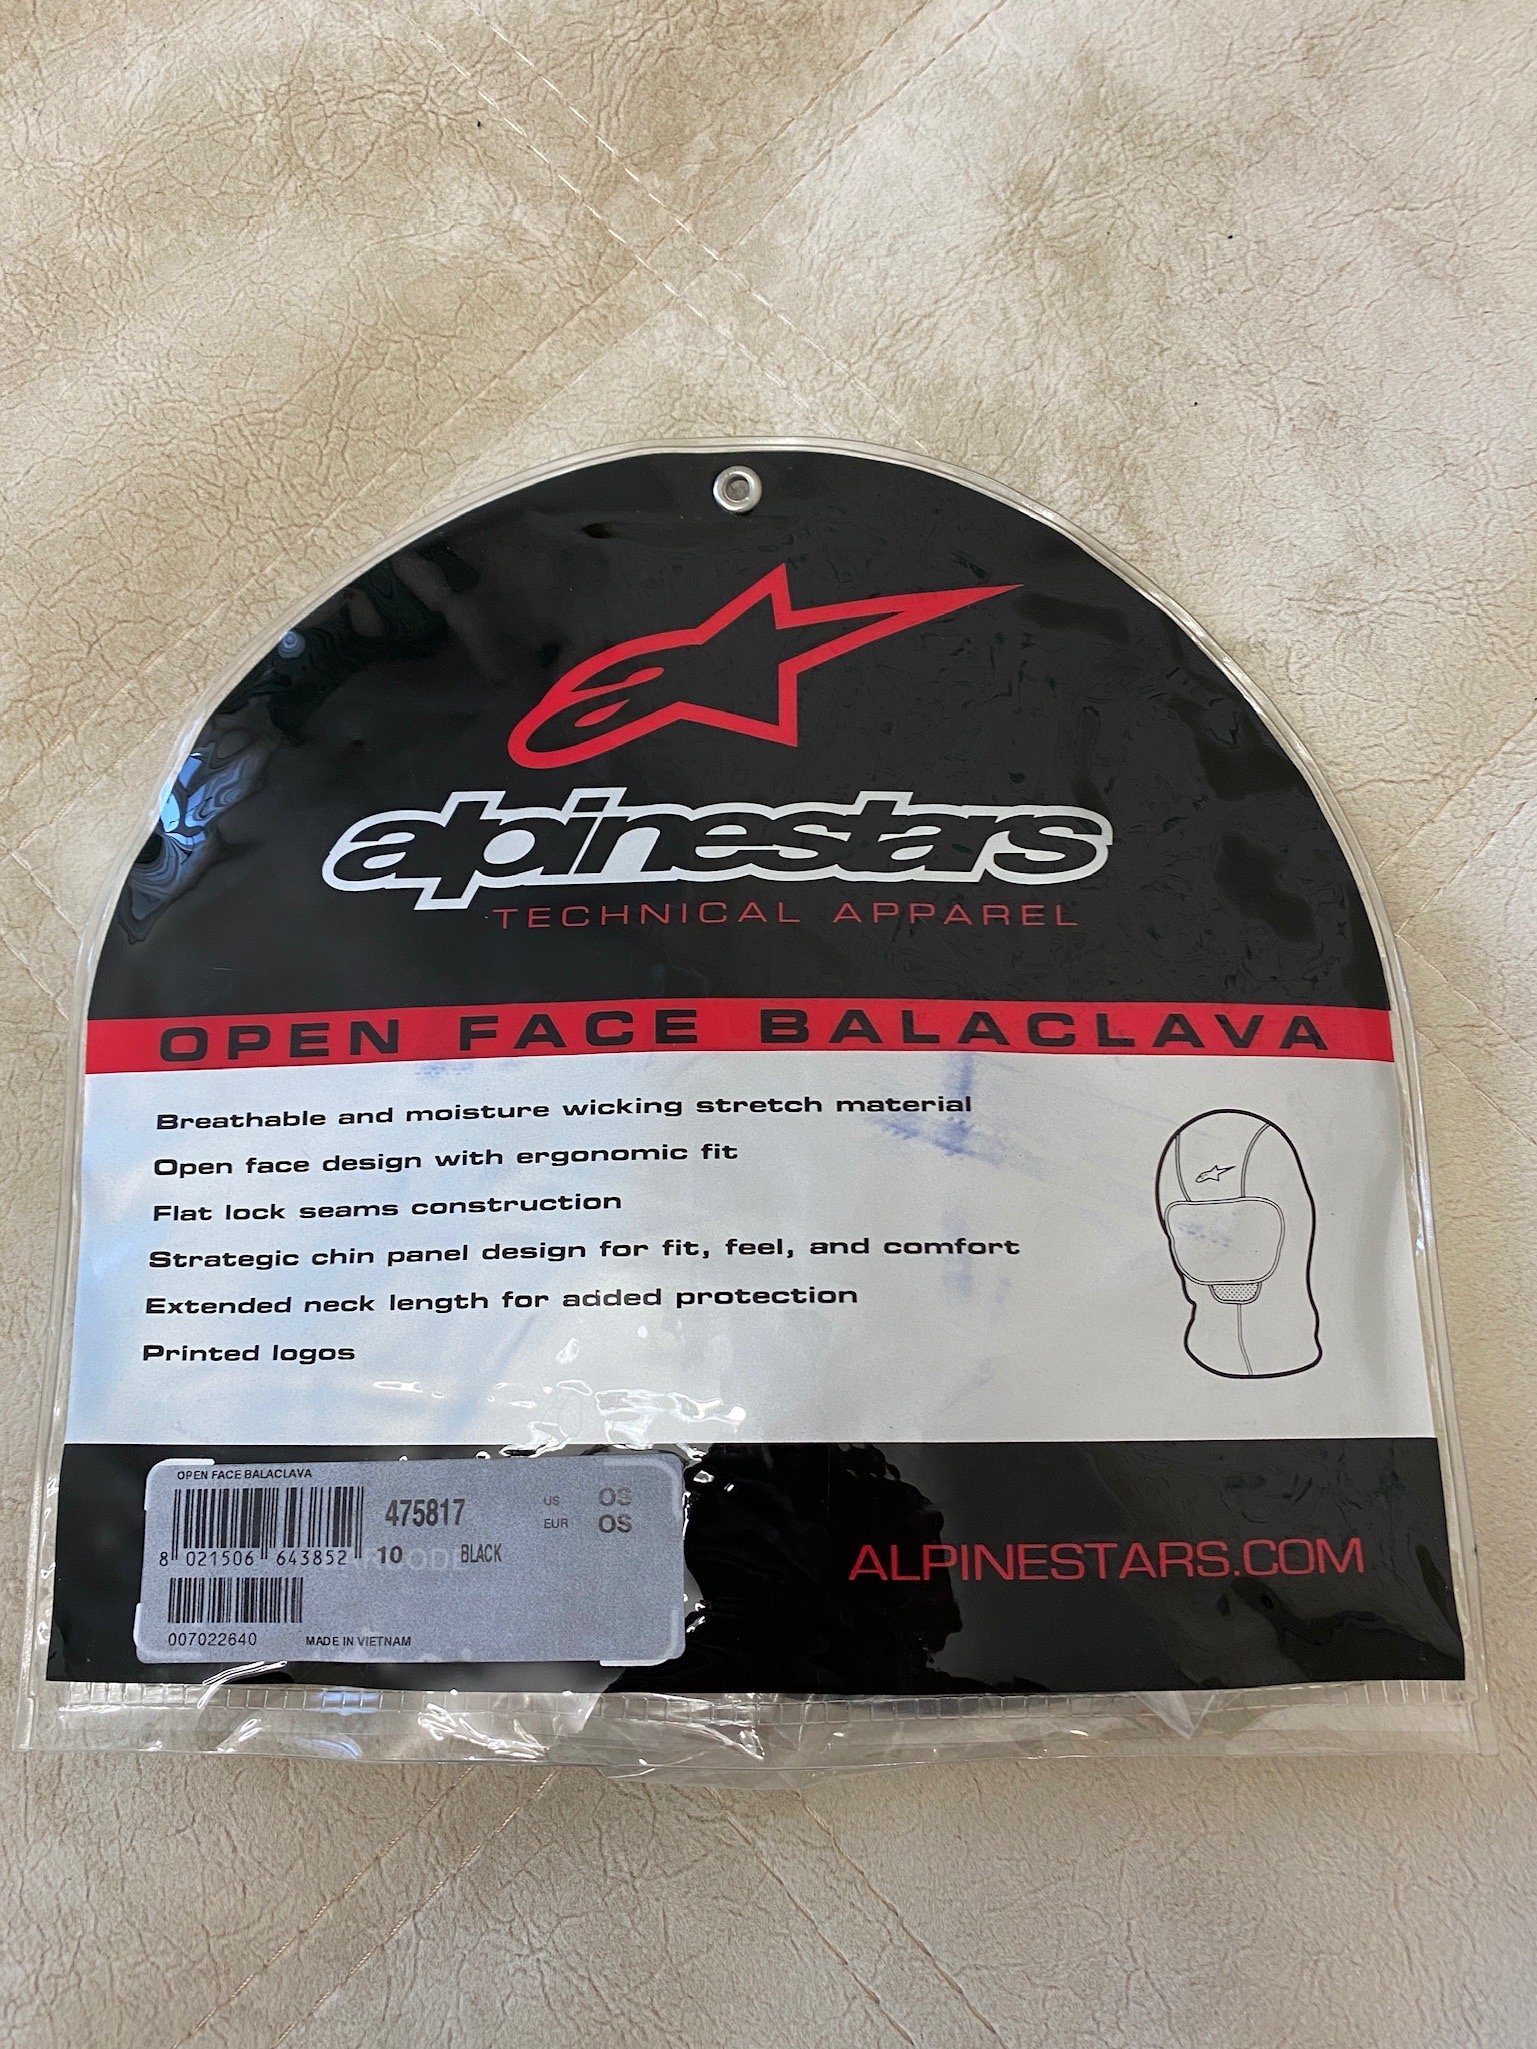 alpinestars
TECHNICAL APPAREL
OPEN FACE BALACLAVA
Breathable and moisture wicking stretch material
Open face design with ergonomic fit
Flat lock seams construction
Strategic chin panel design for fit, feel, and comfort
Extended neck length for added protection
Printed logos
OPEN FACE BALACLAVA
475817 US OS
EUR OS
8 021506 643852 10 BLACK
007022640 MADE IN VIETNAM
ALPINESTARS.COM